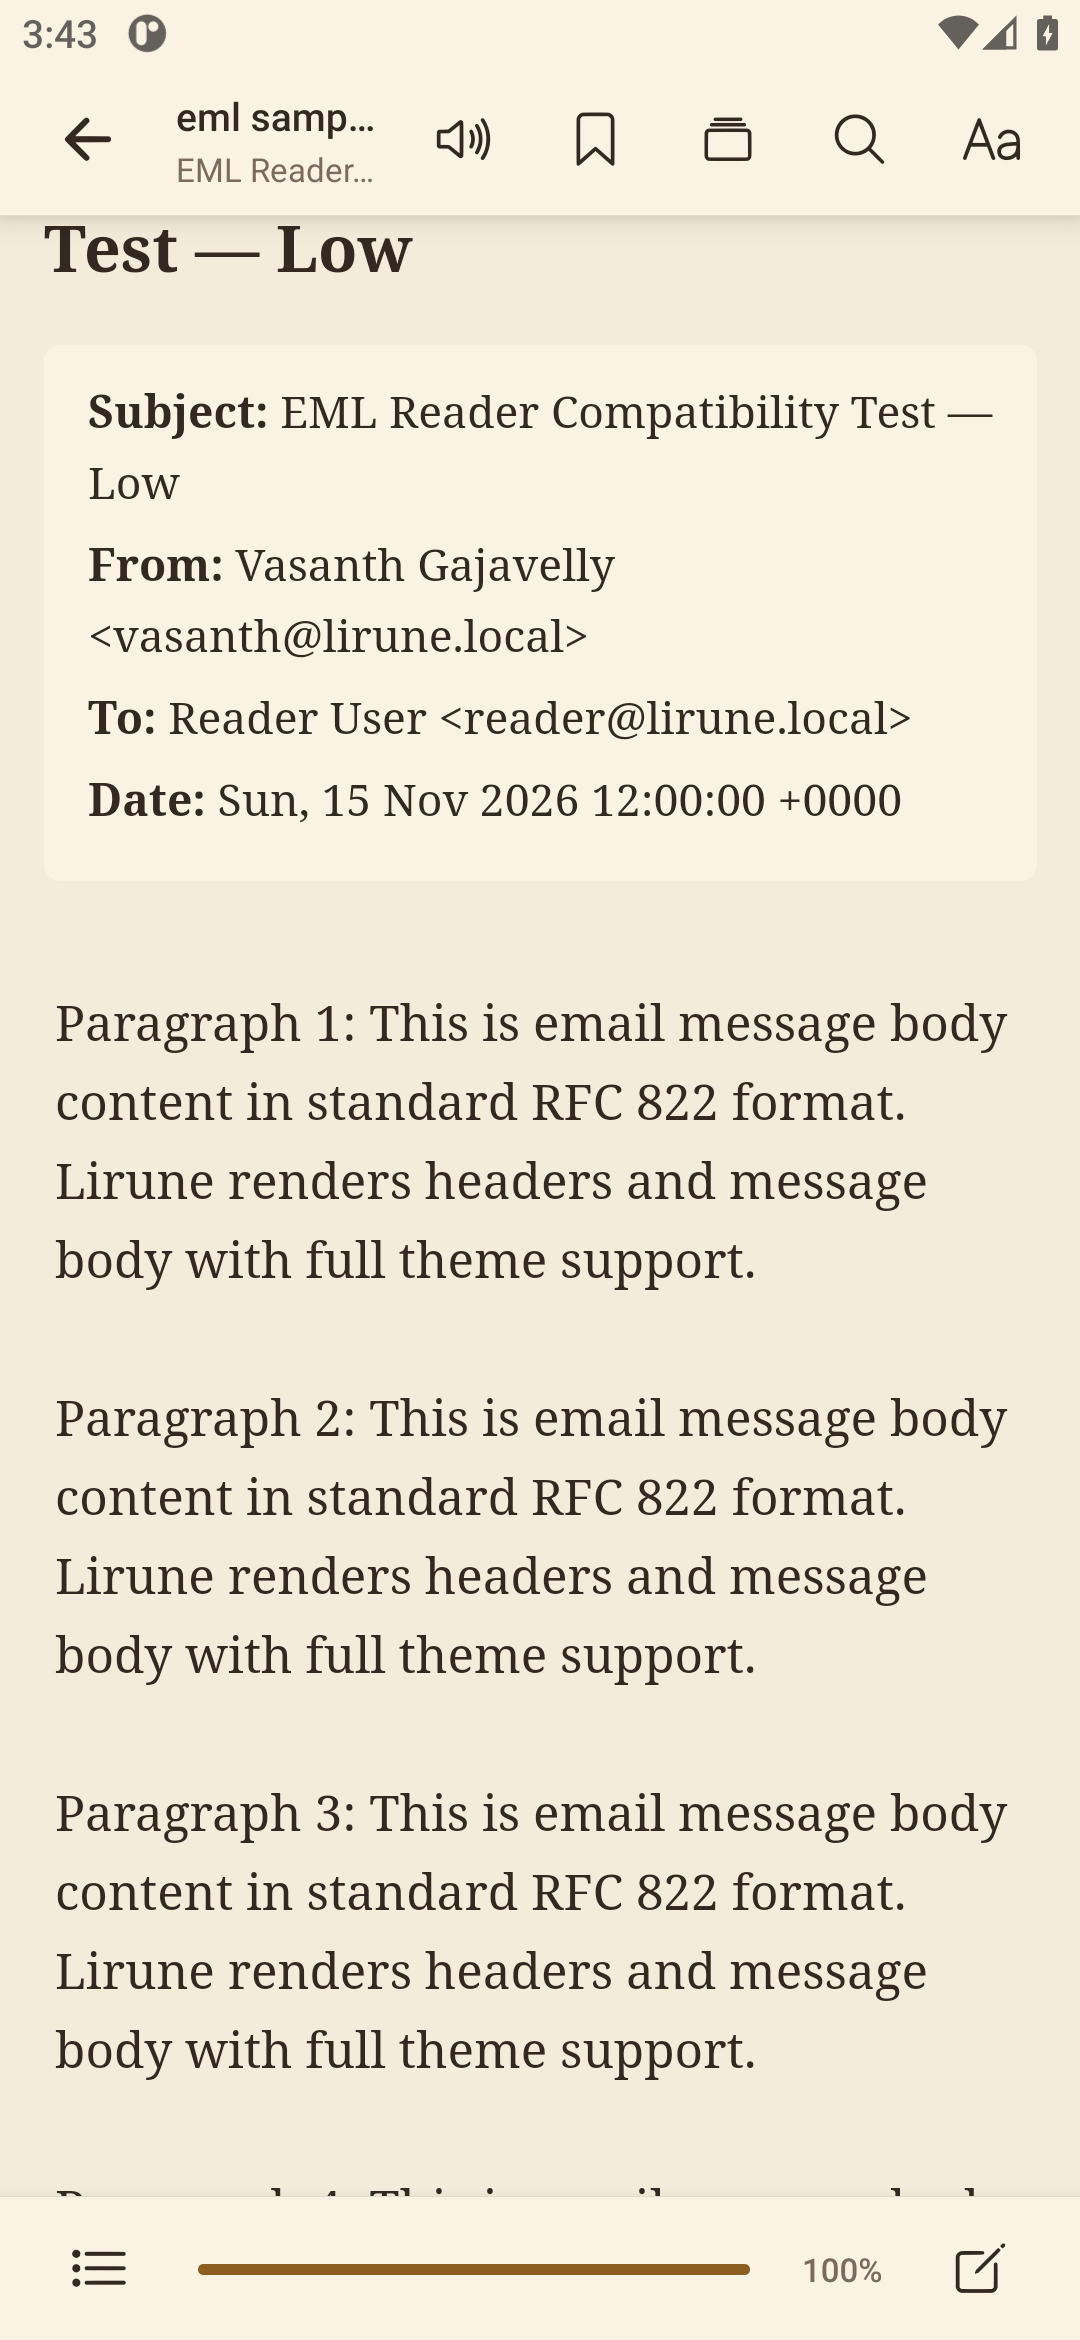 3:43
eml samp...
EML Reader...
Aa
Test — Low
Subject: EML Reader Compatibility Test —
Low
From: Vasanth Gajavelly
<vasanth@lirune.local>
To: Reader User <reader@lirune.local>
Date: Sun, 15 Nov 2026 12:00:00 +0000
Paragraph 1: This is email message body
content in standard RFC 822 format.
Lirune renders headers and message
body with full theme support.
Paragraph 2: This is email message body
content in standard RFC 822 format.
Lirune renders headers and message
body with full theme support.
Paragraph 3: This is email message body
content in standard RFC 822 format.
Lirune renders headers and message
body with full theme support.
100%